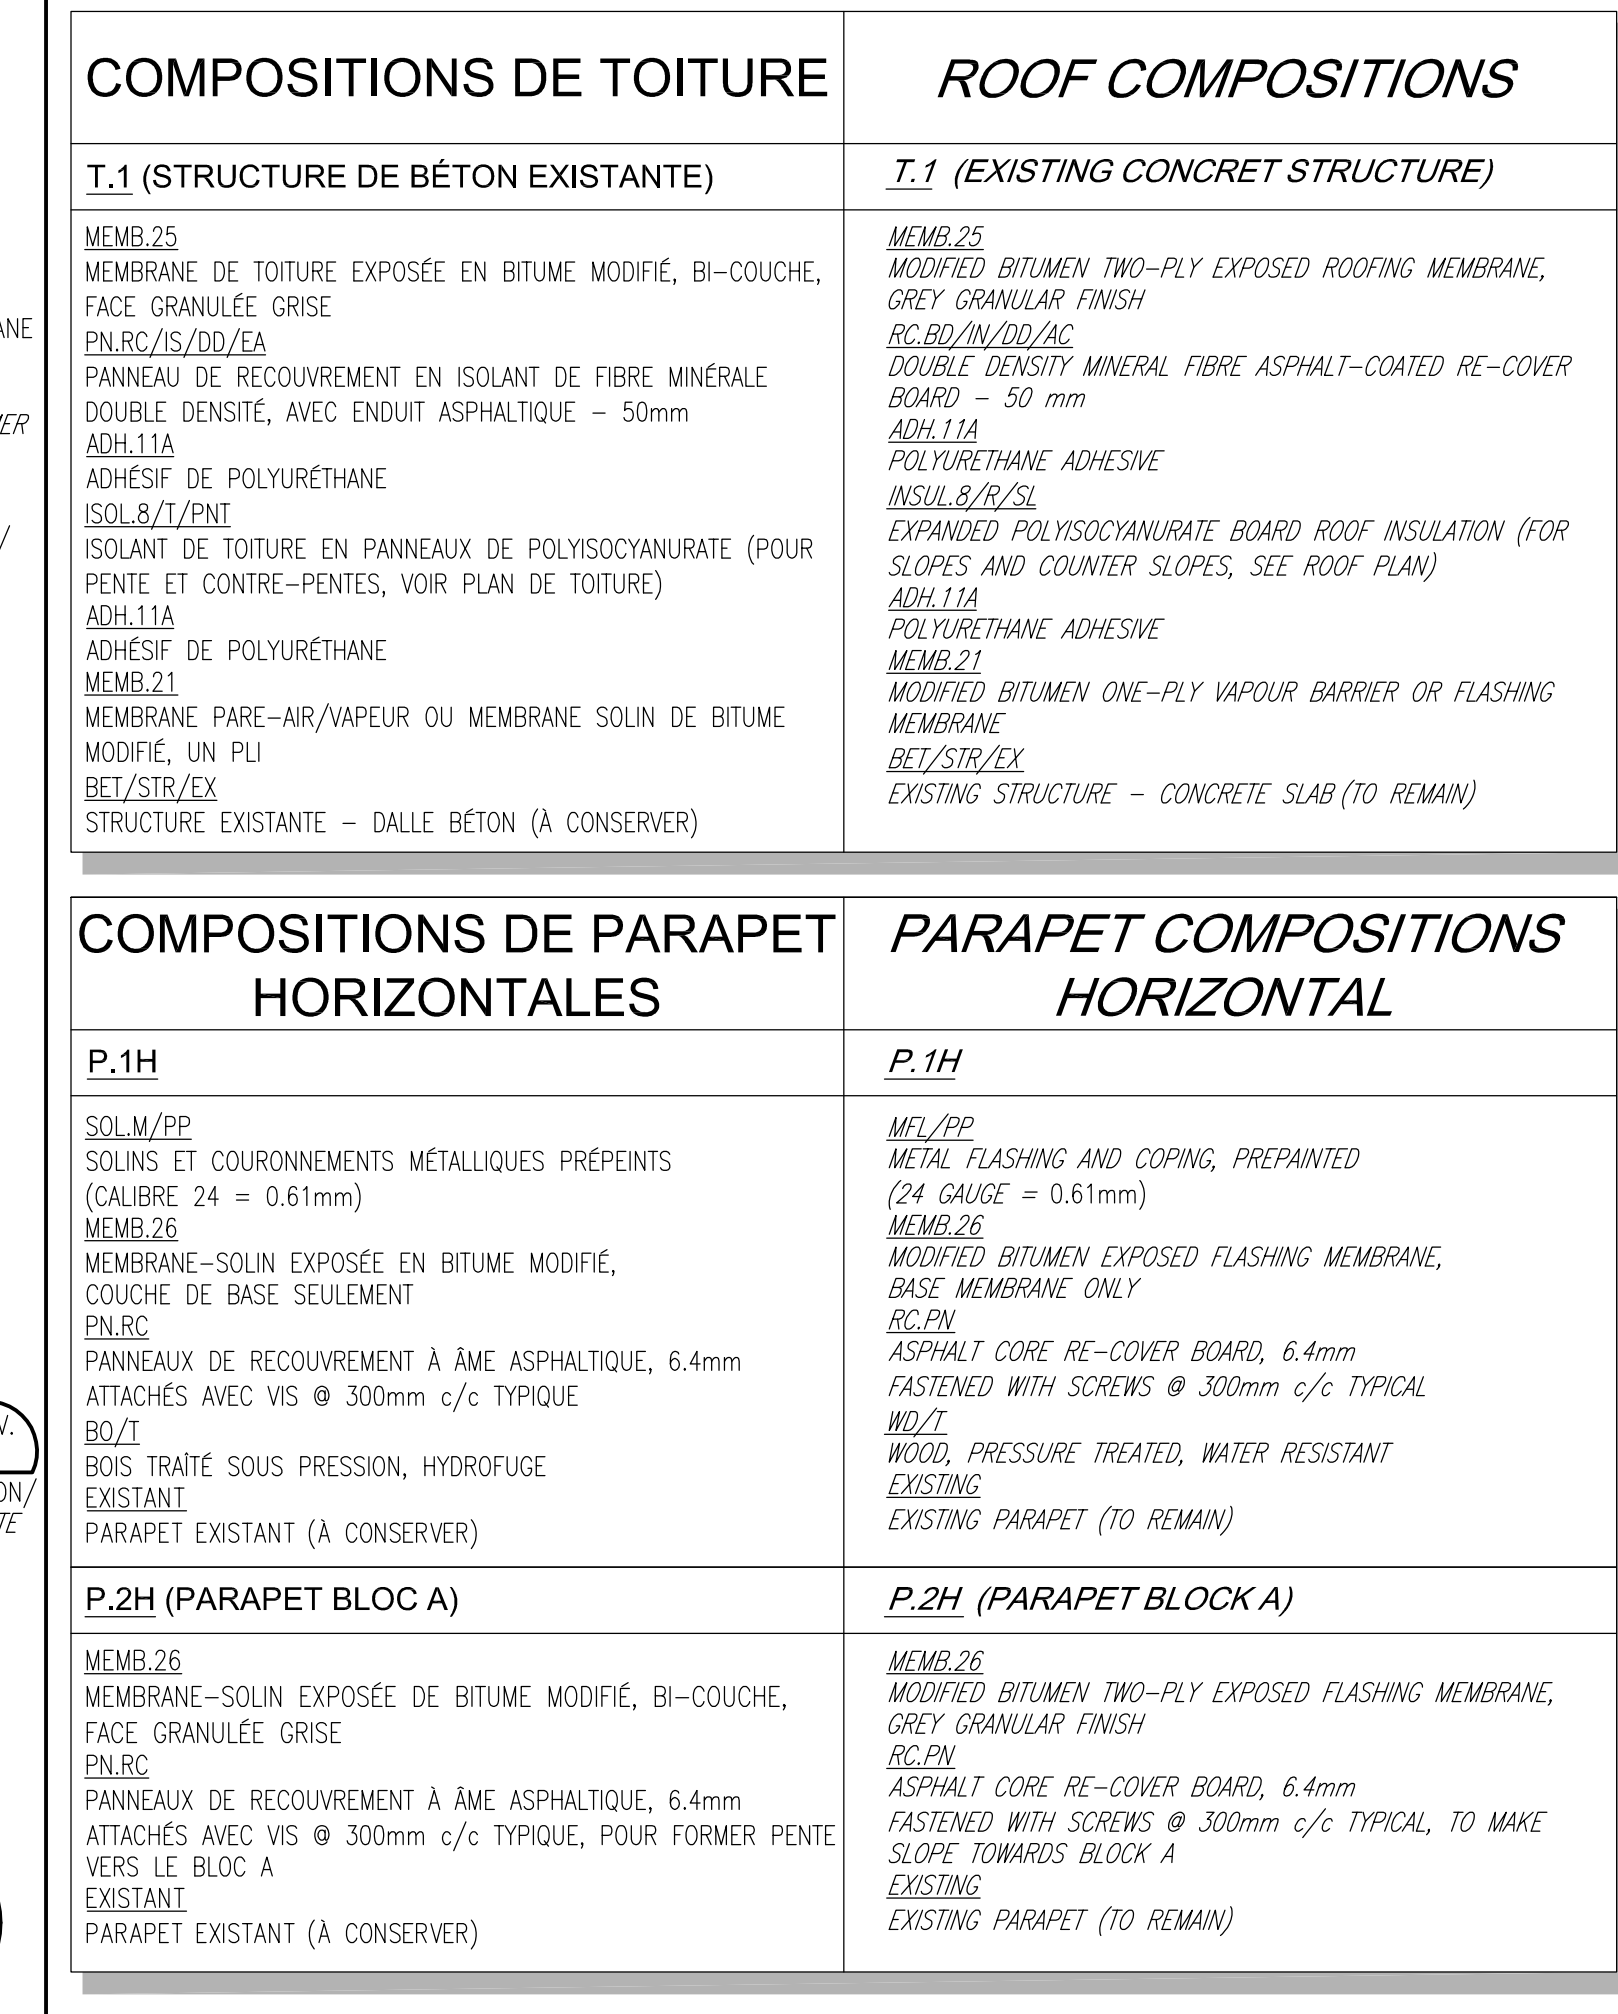 COMPOSITIONS DE TOITURE
ROOF COMPOSITIONS
T.1 (STRUCTURE DE BÉTON EXISTANTE)
T.1 (EXISTING CONCRET STRUCTURE)
MEMB.25
MEMBRANE DE TOITURE EXPOSÉE EN BITUME MODIFIÉ, BI-COUCHE,
FACE GRANULÉE GRISE
PN.RC/IS/DD/EA
PANNEAU DE RECOUVREMENT EN ISOLANT DE FIBRE MINÉRALE
DOUBLE DENSITÉ, AVEC ENDUIT ASPHALTIQUE - 50mm
ADH.11A
ADHÉSIF DE POLYURÉTHANE
ISOL.8/T/PNT
ISOLANT DE TOITURE EN PANNEAUX DE POLYISOCYANURATE (POUR
PENTE ET CONTRE-PENTES, VOIR PLAN DE TOITURE)
ADH.11A
ADHÉSIF DE POLYURÉTHANE
MEMB.21
MEMBRANE PARE-AIR/VAPEUR OU MEMBRANE SOLIN DE BITUME
MODIFIÉ, UN PLI
BET/STR/EX
STRUCTURE EXISTANTE - DALLE BÉTON (À CONSERVER)
MEMB.25
MODIFIED BITUMEN TWO-PLY EXPOSED ROOFING MEMBRANE,
GREY GRANULAR FINISH
RC.BD/IN/DD/AC
DOUBLE DENSITY MINERAL FIBRE ASPHALT-COATED RE-COVER
BOARD - 50 mm
ADH.11A
POLYURETHANE ADHESIVE
INSUL.8/R/SL
EXPANDED POLYISOCYANURATE BOARD ROOF INSULATION (FOR
SLOPES AND COUNTER SLOPES, SEE ROOF PLAN)
ADH.11A
POLYURETHANE ADHESIVE
MEMB.21
MODIFIED BITUMEN ONE-PLY VAPOUR BARRIER OR FLASHING
MEMBRANE
BET/STR/EX
EXISTING STRUCTURE - CONCRETE SLAB (TO REMAIN)
COMPOSITIONS DE PARAPET
HORIZONTALES
PARAPET COMPOSITIONS
HORIZONTAL
P.1H
P.1H
SOL.M/PP
SOLINS ET COURONNEMENTS MÉTALLIQUES PRÉPEINTS
(CALIBRE 24 = 0.61mm)
MEMB.26
MEMBRANE-SOLIN EXPOSÉE EN BITUME MODIFIÉ,
COUCHE DE BASE SEULEMENT
PN.RC
PANNEAUX DE RECOUVREMENT À ÂME ASPHALTIQUE, 6.4mm
ATTACHÉS AVEC VIS @ 300mm c/c TYPIQUE
BO/T
BOIS TRAÎTÉ SOUS PRESSION, HYDROFUGE
EXISTANT
PARAPET EXISTANT (À CONSERVER)
MFL/PP
METAL FLASHING AND COPING, PREPAINTED
(24 GAUGE = 0.61mm)
MEMB.26
MODIFIED BITUMEN EXPOSED FLASHING MEMBRANE,
BASE MEMBRANE ONLY
RC.PN
ASPHALT CORE RE-COVER BOARD, 6.4mm
FASTENED WITH SCREWS @ 300mm c/c TYPICAL
WD/T
WOOD, PRESSURE TREATED, WATER RESISTANT
EXISTING
EXISTING PARAPET (TO REMAIN)
P.2H (PARAPET BLOC A)
P.2H (PARAPET BLOCK A)
MEMB.26
MEMBRANE-SOLIN EXPOSÉE DE BITUME MODIFIÉ, BI-COUCHE,
FACE GRANULÉE GRISE
PN.RC
PANNEAUX DE RECOUVREMENT À ÂME ASPHALTIQUE, 6.4mm
ATTACHÉS AVEC VIS @ 300mm c/c TYPIQUE, POUR FORMER PENTE
VERS LE BLOC A
EXISTANT
PARAPET EXISTANT (À CONSERVER)
MEMB.26
MODIFIED BITUMEN TWO-PLY EXPOSED FLASHING MEMBRANE,
GREY GRANULAR FINISH
RC.PN
ASPHALT CORE RE-COVER BOARD, 6.4mm
FASTENED WITH SCREWS @ 300mm c/c TYPICAL, TO MAKE
SLOPE TOWARDS BLOCK A
EXISTING
EXISTING PARAPET (TO REMAIN)